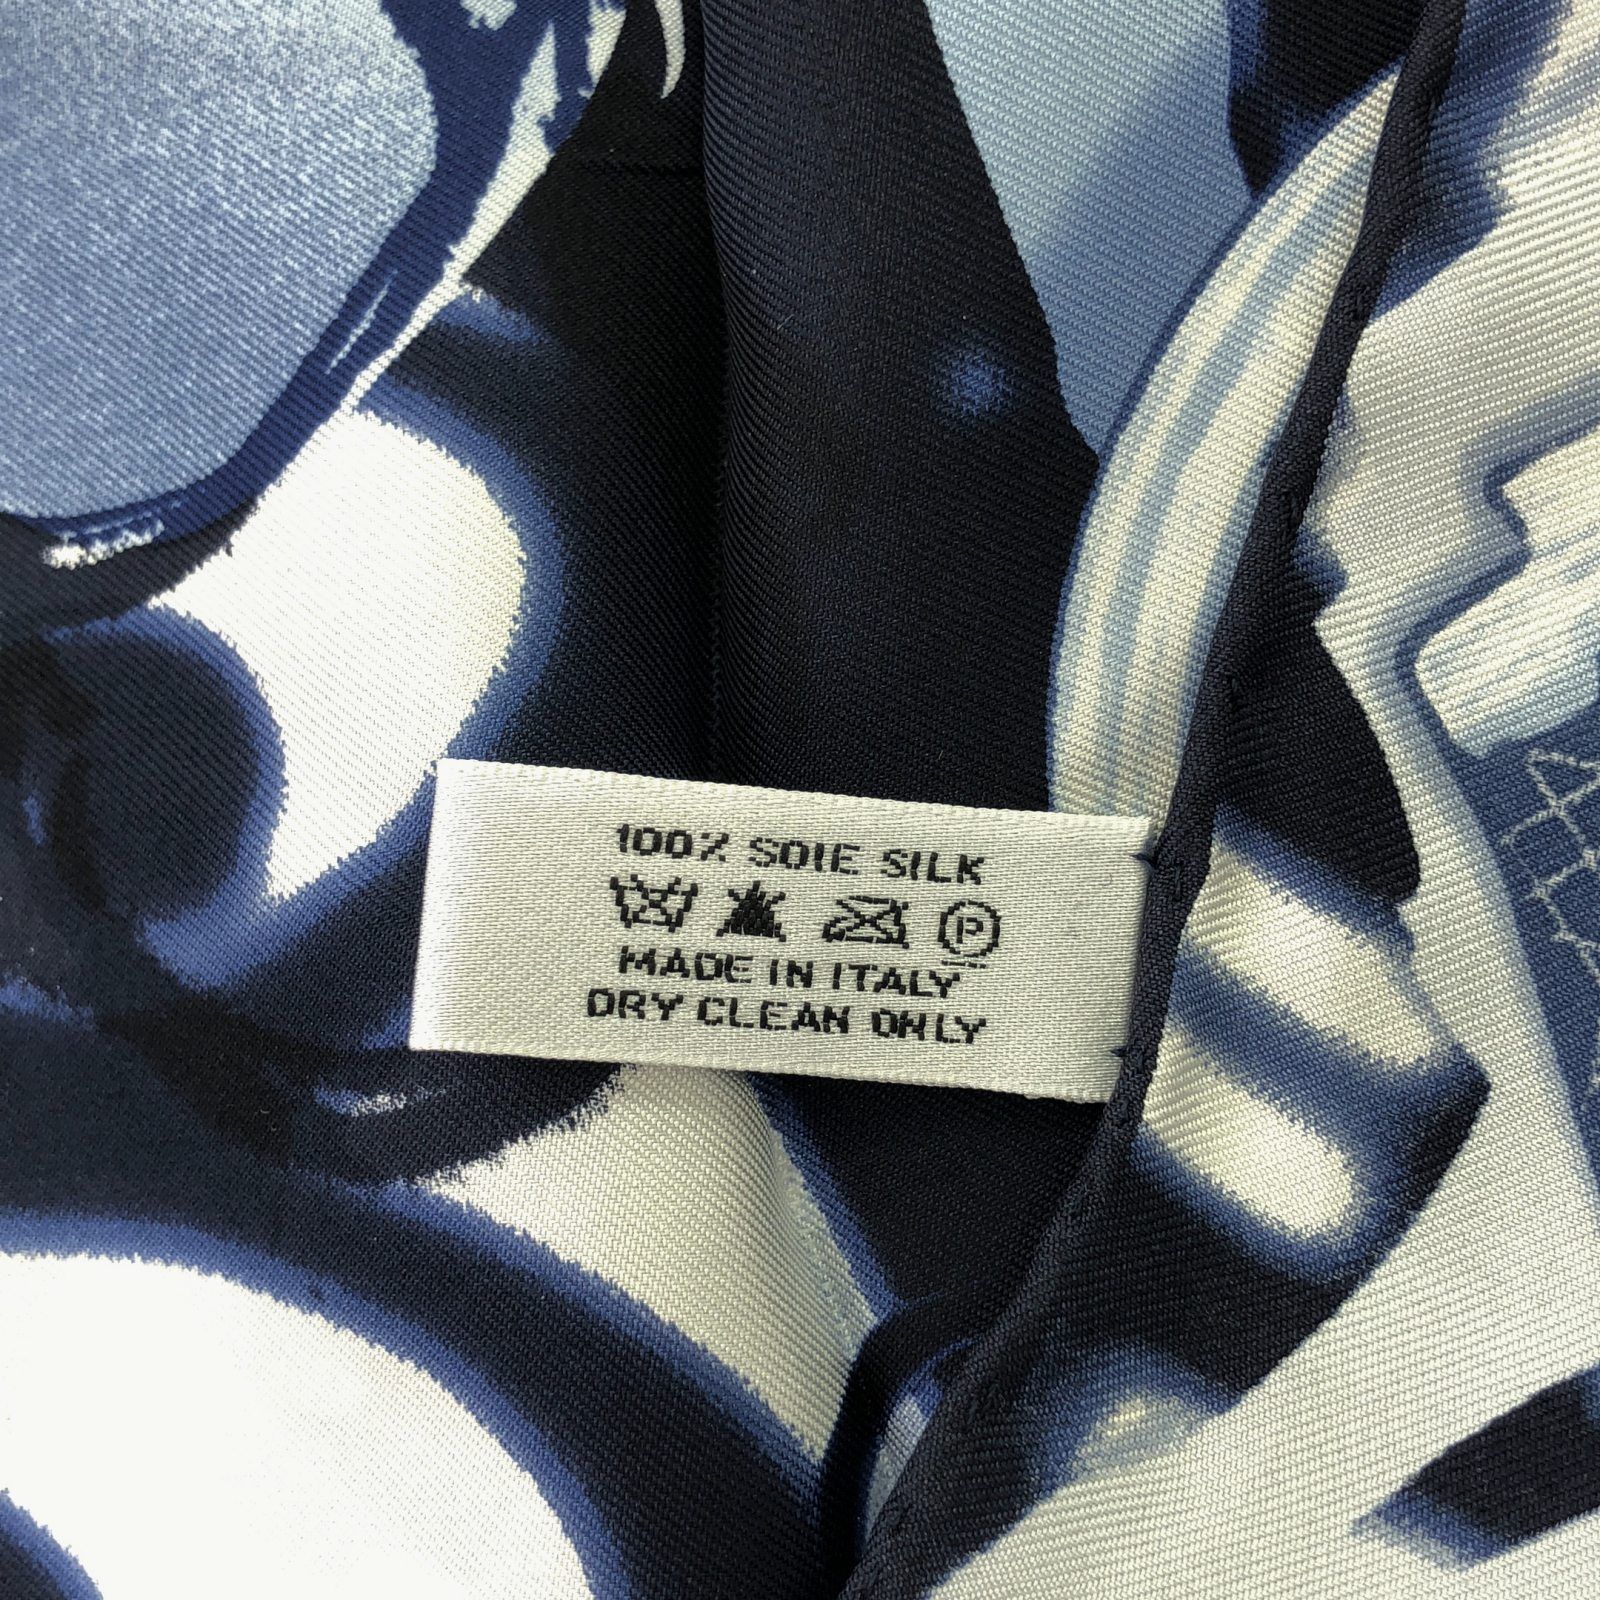 100% SOIE SILK
P
MADE IN ITALY
DRY CLEAN ONLY